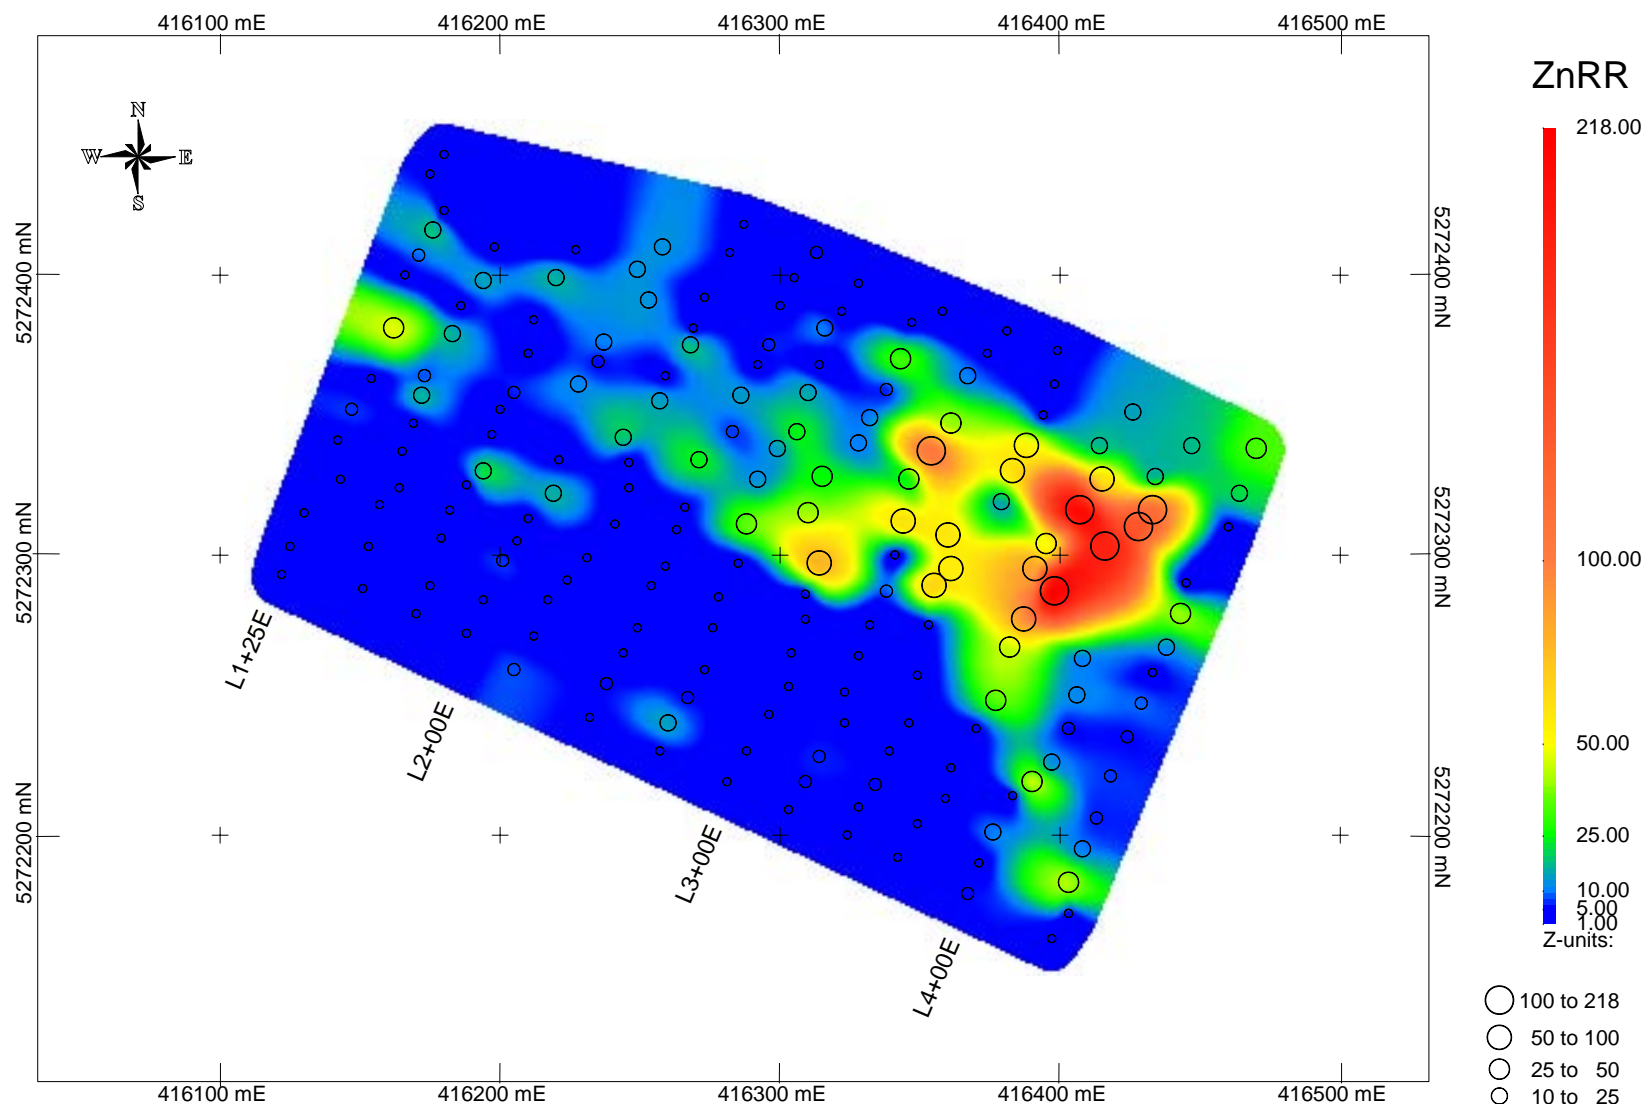 416100 mE 416200 mE 416300 mE 416400 mE 416500 mE
ZnRR
N
W E
S
218.00
100.00
50.00
25.00
10.00
5.00
1.00
Z-units:
100 to 218
50 to 100
25 to 50
10 to 25
5272400 mN
5272300 mN
5272200 mN
5272400 mN
5272300 mN
5272200 mN
L1+25E
L2+00E
L3+00E
L4+00E
416100 mE 416200 mE 416300 mE 416400 mE 416500 mE